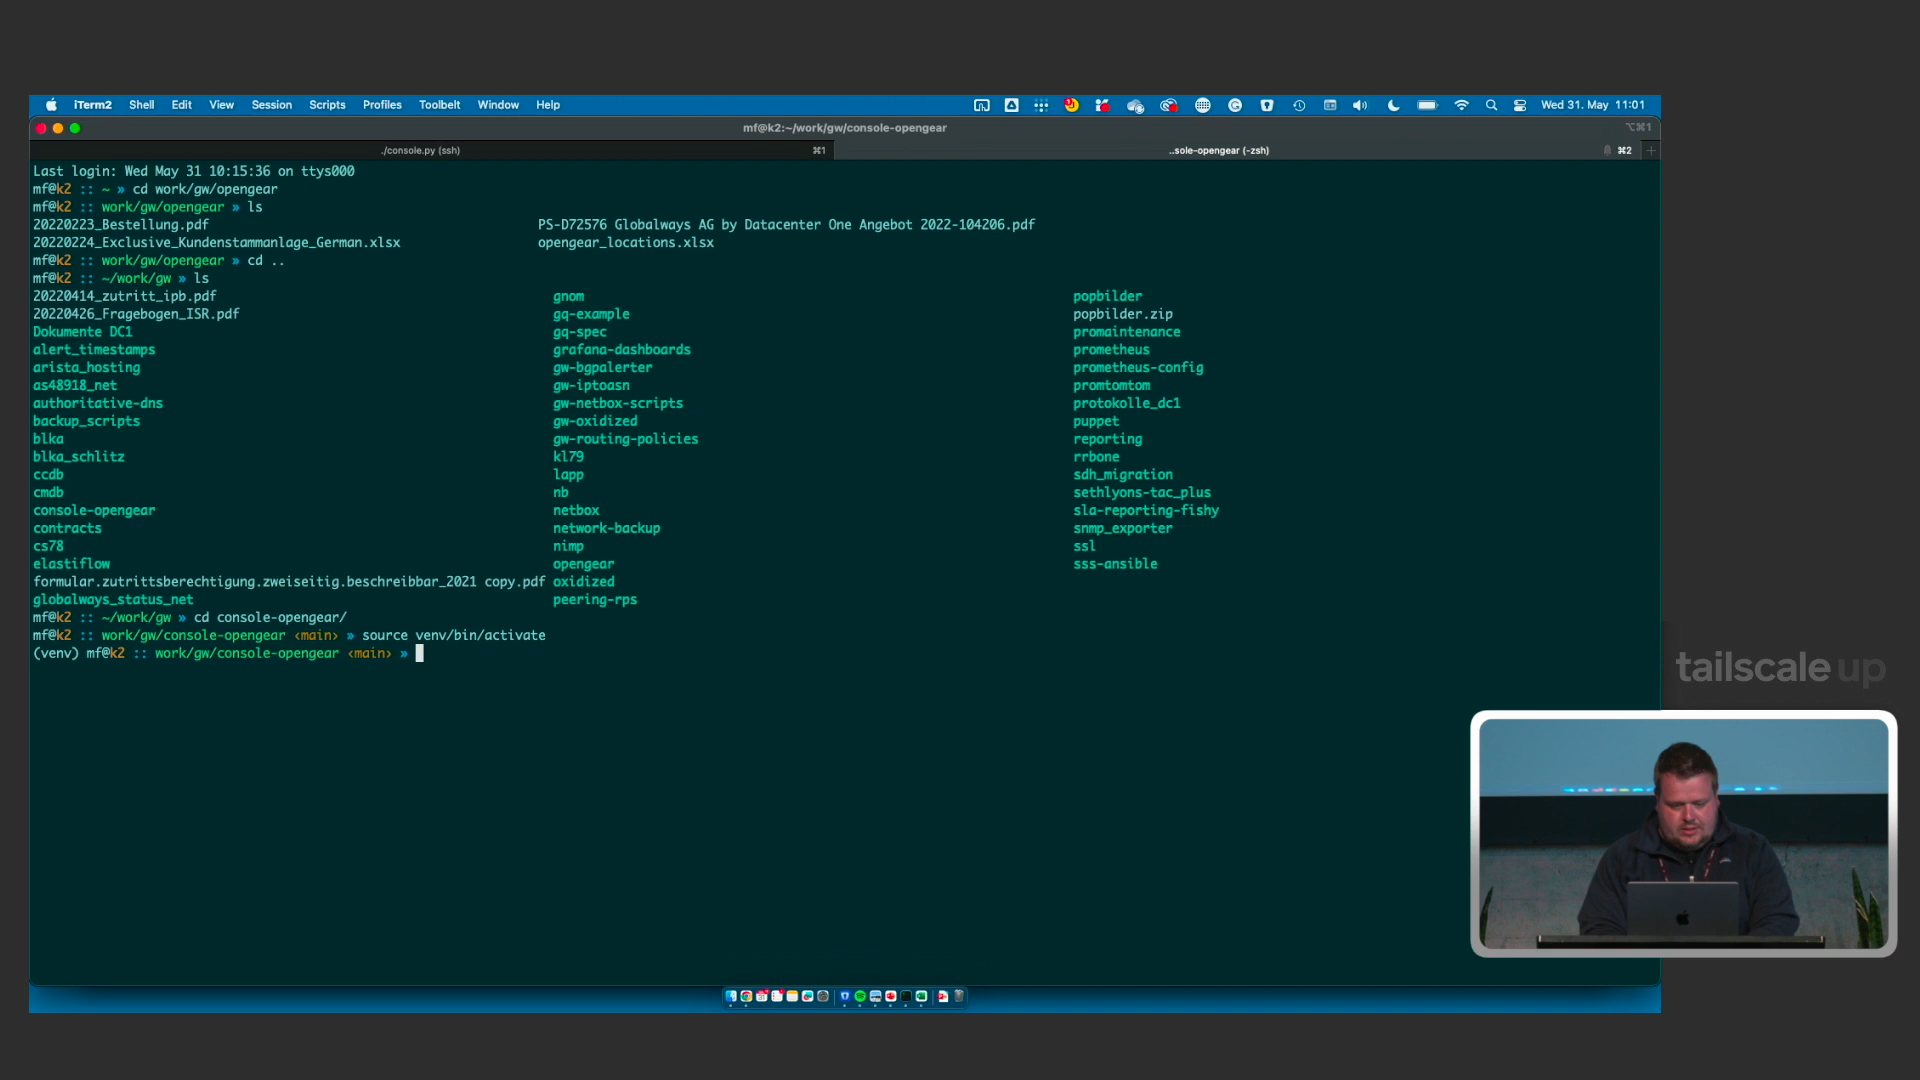 iTerm2 Shell Edit View Session Scripts Profiles Toolbelt Window Help Wed 31. May 11:01
mf@k2:~/work/gw/console-opengear ⌥⌘1
./console.py (ssh) ⌘1 ..sole-opengear (-zsh) ⌘2
Last login: Wed May 31 10:15:36 on ttys000
mf@k2 :: ~ » cd work/gw/opengear
mf@k2 :: work/gw/opengear » ls
20220223_Bestellung.pdf PS-D72576 Globalways AG by Datacenter One Angebot 2022-104206.pdf
20220224_Exclusive_Kundenstammanlage_German.xlsx opengear_locations.xlsx
mf@k2 :: work/gw/opengear » cd ..
mf@k2 :: ~/work/gw » ls
20220414_zutritt_ipb.pdf gnom popbilder
20220426_Fragebogen_ISR.pdf gq-example popbilder.zip
Dokumente DC1 gq-spec promaintenance
alert_timestamps grafana-dashboards prometheus
arista_hosting gw-bgpalerter prometheus-config
as48918_net gw-iptoasn promtomtom
authoritative-dns gw-netbox-scripts protokolle_dc1
backup_scripts gw-oxidized puppet
blka gw-routing-policies reporting
blka_schlitz kl79 rrbone
ccdb lapp sdh_migration
cmdb nb sethlyons-tac_plus
console-opengear netbox sla-reporting-fishy
contracts network-backup snmp_exporter
cs78 nimp ssl
elastiflow opengear sss-ansible
formular.zutrittsberechtigung.zweiseitig.beschreibbar_2021 copy.pdf oxidized
globalways_status_net peering-rps
mf@k2 :: ~/work/gw » cd console-opengear/
mf@k2 :: work/gw/console-opengear ‹main› » source venv/bin/activate
(venv) mf@k2 :: work/gw/console-opengear ‹main› »
tailscale up